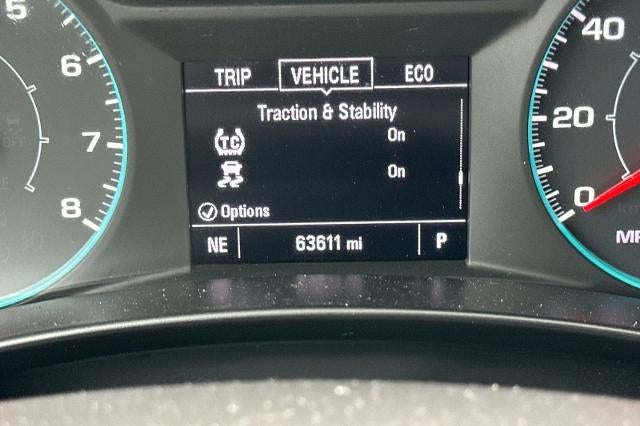 5
6
7
8
TRIP VEHICLE ECO
Traction & Stability
TC On
On
Options
NE 63611 mi P
40
20
0